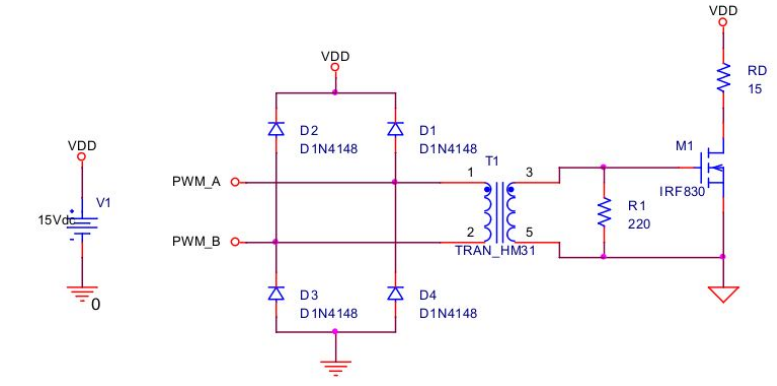 VDD
VDD
RD
15
D2
D1N4148
D1
D1N4148
VDD
M1
IRF830
T1
PWM_A
1
3
V1
15Vdc
R1
220
PWM_B
2
5
TRAN_HM31
D3
D1N4148
D4
D1N4148
0